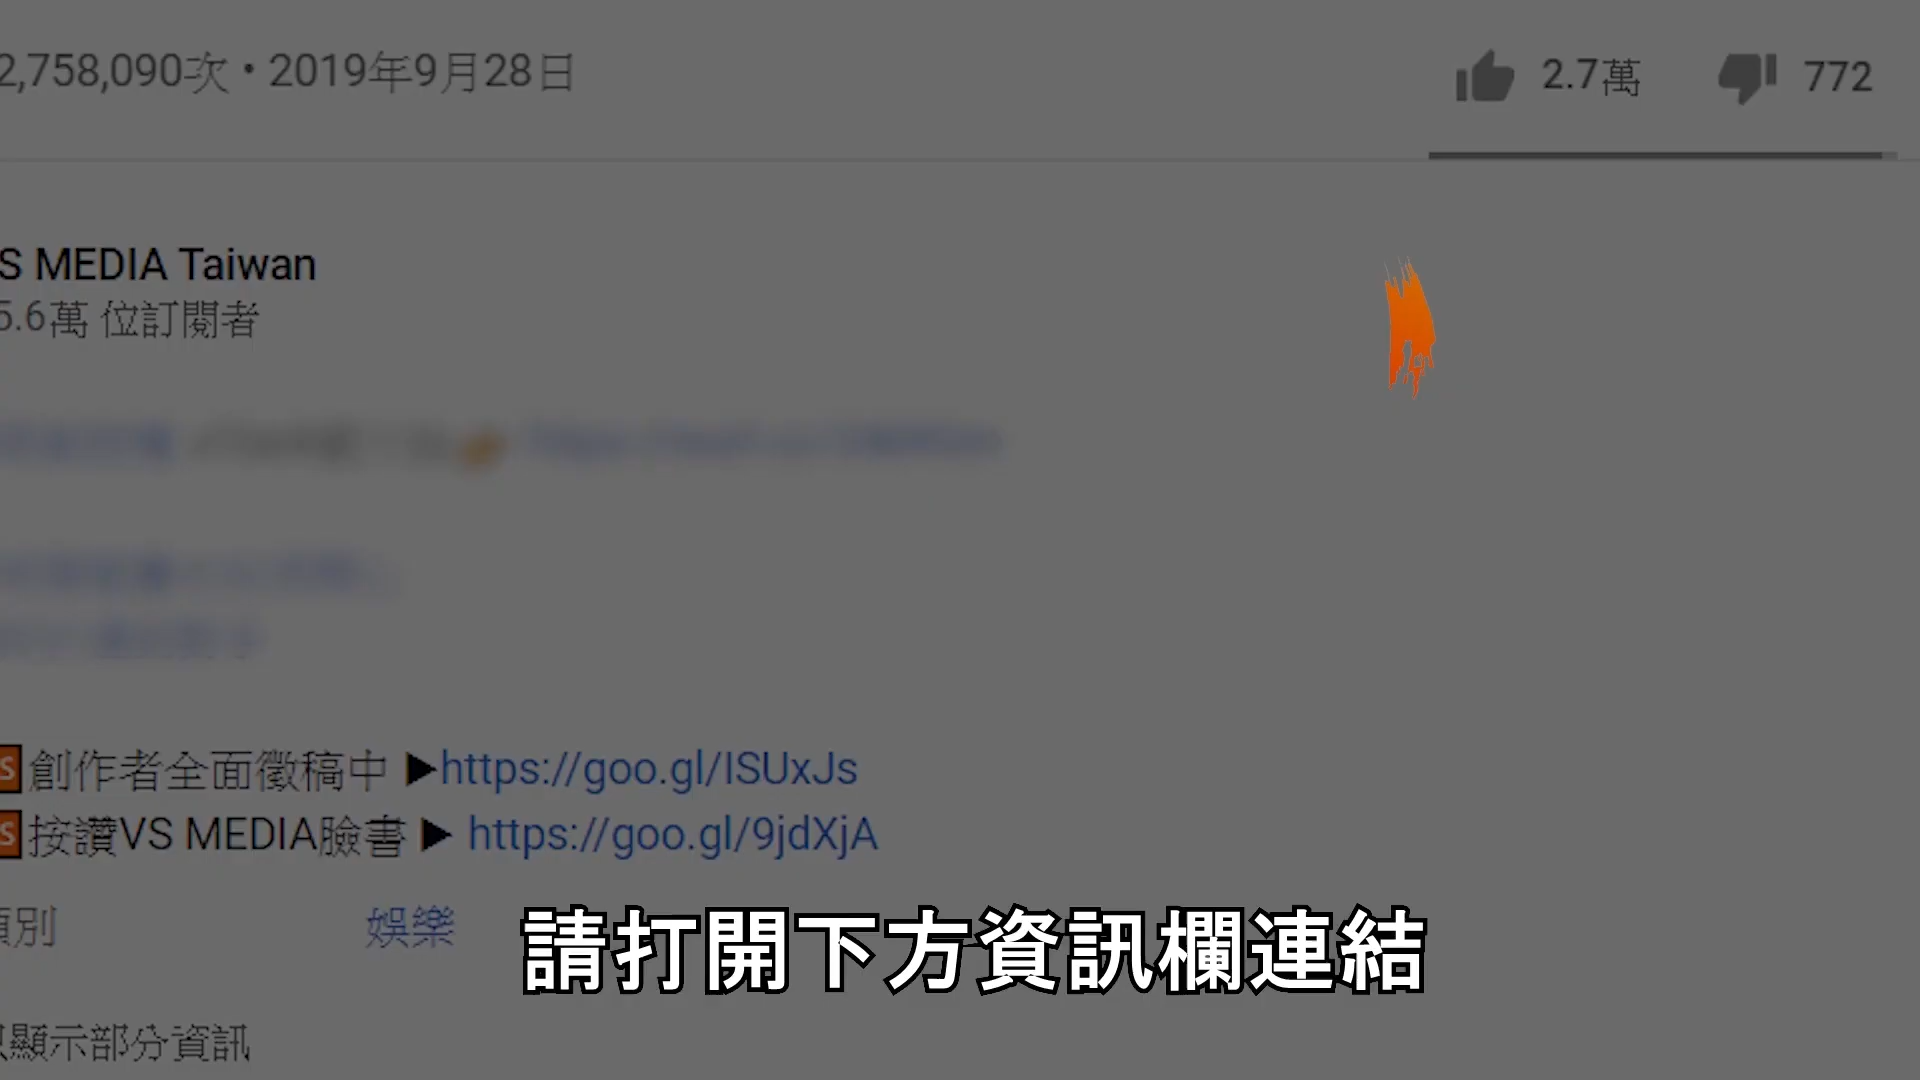 2,758,090次 • 2019年9月28日
2.7萬
772
S MEDIA Taiwan
5.6萬 位訂閱者
S創作者全面徵稿中 ▶https://goo.gl/ISUxJs
S按讚VS MEDIA臉書 ▶ https://goo.gl/9jdXjA
類別 娛樂
請打開下方資訊欄連結
顯示部分資訊